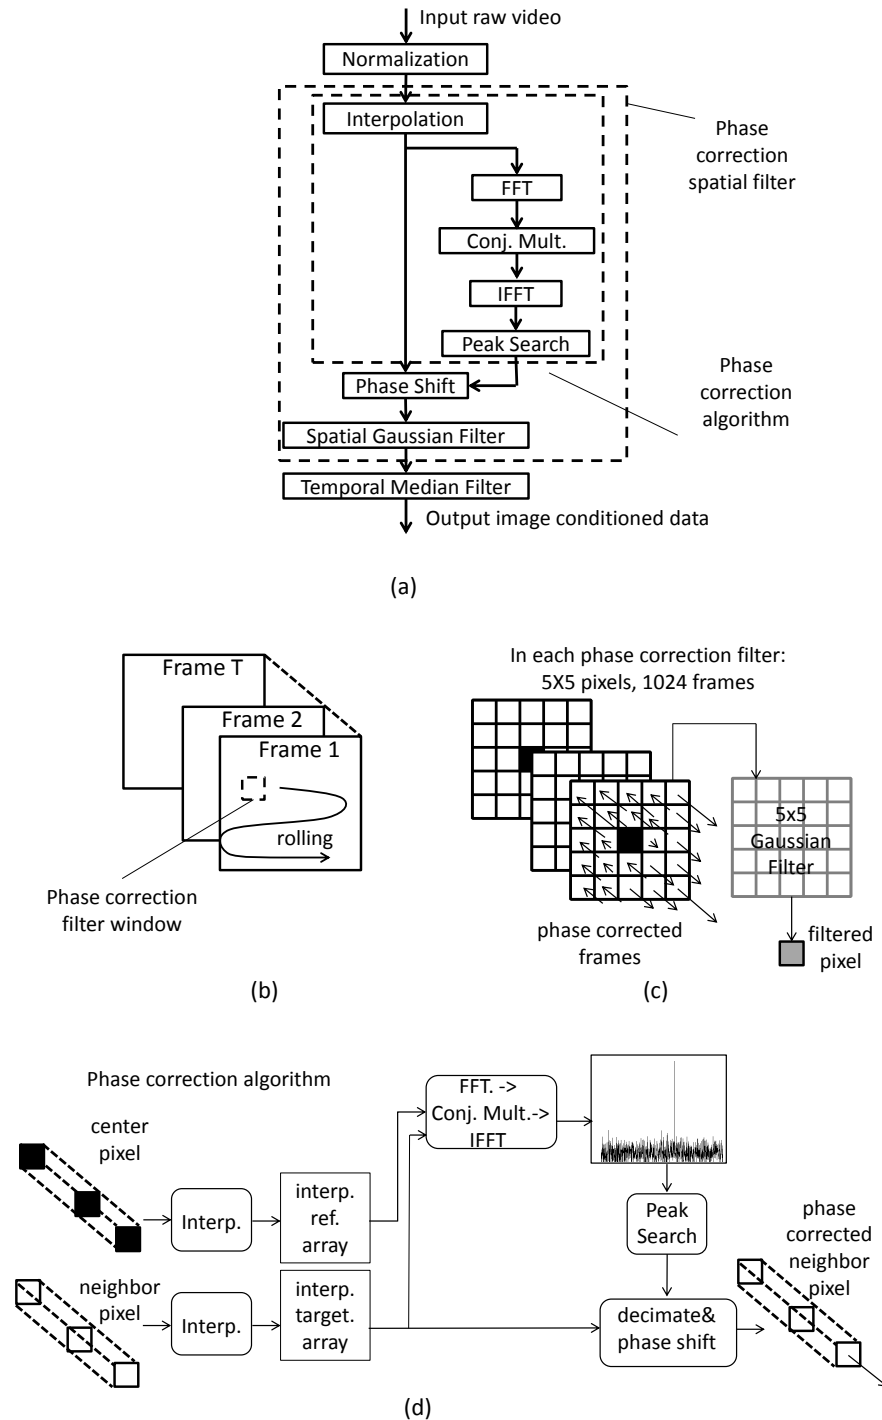 Input raw video
Normalization
Interpolation
Phase
correction
spatial filter
FFT
Conj. Mult.
IFFT
Peak Search
Phase
correction
algorithm
Phase Shift
Spatial Gaussian Filter
Temporal Median Filter
Output image conditioned data
(a)
Frame T
Frame 2
Frame 1
rolling
Phase correction
filter window
(b)
In each phase correction filter:
5X5 pixels, 1024 frames
5x5
Gaussian
Filter
phase corrected
frames
filtered
pixel
(c)
Phase correction algorithm
center
pixel
Interp.
interp.
ref.
array
FFT. ->
Conj. Mult.->
IFFT
Peak
Search
neighbor
pixel
Interp.
interp.
target.
array
decimate&
phase shift
phase
corrected
neighbor
pixel
(d)